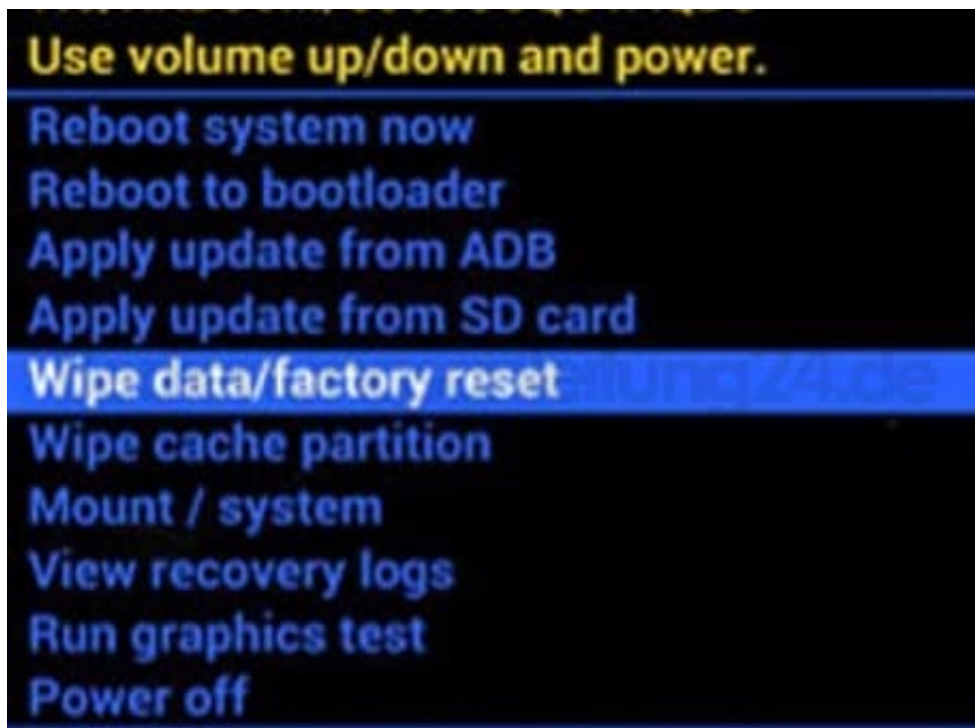 Use volume up/down and power.
Reboot system now
Reboot to bootloader
Apply update from ADB
Apply update from SD card
Wipe data/factory reset
Wipe cache partition
Mount / system
View recovery logs
Run graphics test
Power off